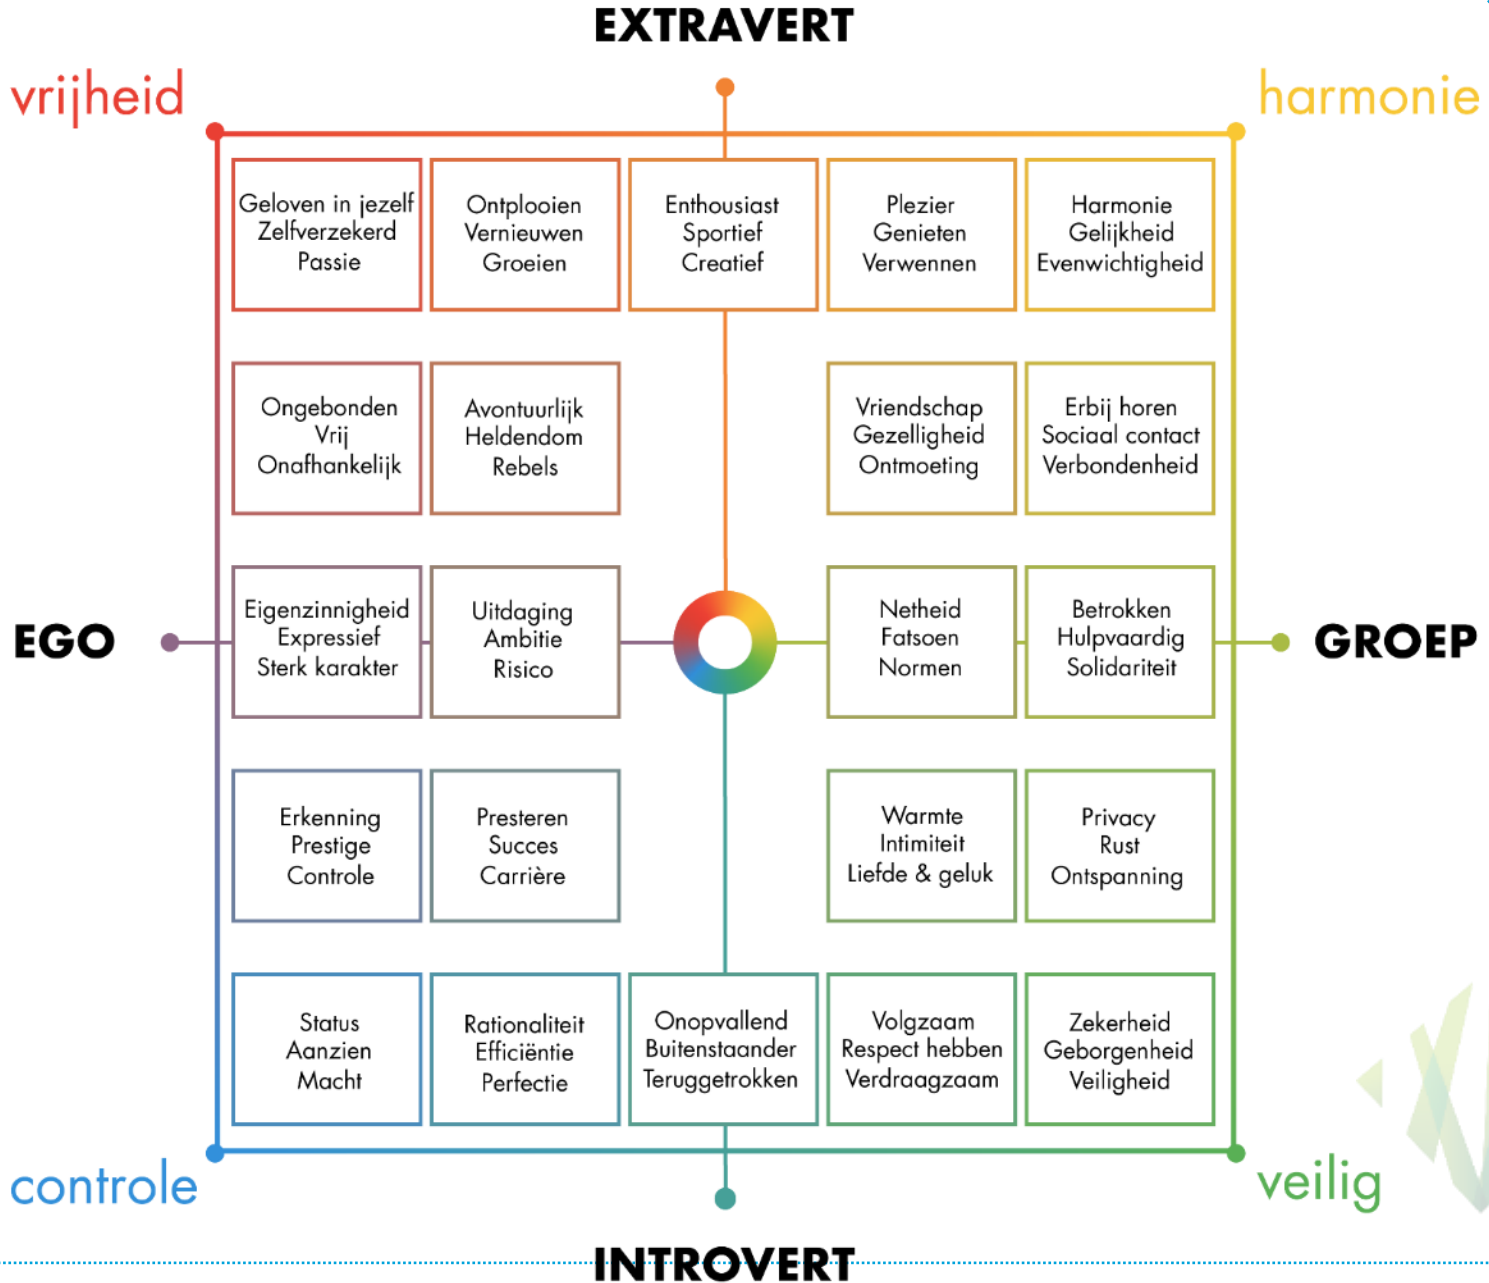 EXTRAVERT
vrijheid
harmonie
Geloven in jezelf
Zelfverzekerd
Passie
Ontplooien
Vernieuwen
Groeien
Enthousiast
Sportief
Creatief
Plezier
Genieten
Verwennen
Harmonie
Gelijkheid
Evenwichtigheid
Ongebonden
Vrij
Onafhankelijk
Avontuurlijk
Heldendom
Rebels
Vriendschap
Gezelligheid
Ontmoeting
Erbij horen
Sociaal contact
Verbondenheid
EGO
Eigenzinnigheid
Expressief
Sterk karakter
Uitdaging
Ambitie
Risico
Netheid
Fatsoen
Normen
Betrokken
Hulpvaardig
Solidariteit
GROEP
Erkenning
Prestige
Controle
Presteren
Succes
Carrière
Warmte
Intimiteit
Liefde & geluk
Privacy
Rust
Ontspanning
Status
Aanzien
Macht
Rationaliteit
Efficiëntie
Perfectie
Onopvallend
Buitenstaander
Teruggetrokken
Volgzaam
Respect hebben
Verdraagzaam
Zekerheid
Geborgenheid
Veiligheid
controle
veilig
INTROVERT